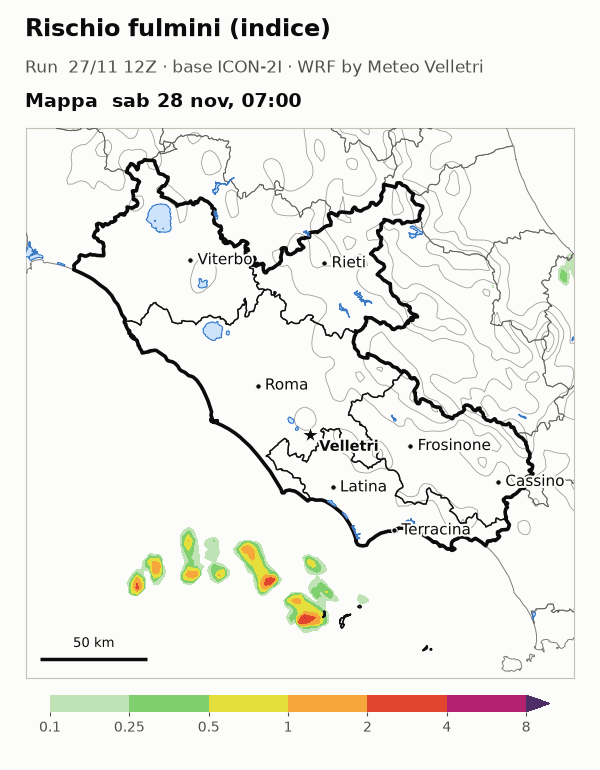 Rischio fulmini (indice)
Run  27/11 12Z · base ICON-2I · WRF by Meteo Velletri
Mappa  sab 28 nov, 07:00
Viterbo
Rieti
Roma
Velletri
Frosinone
Cassino
Latina
Terracina
50 km
0.1 0.25 0.5 1 2 4 8